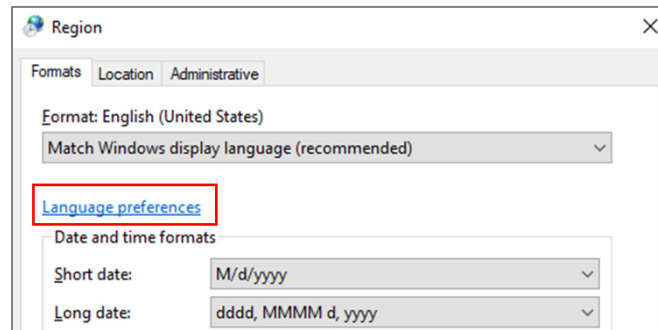 Region
Formats Location Administrative
Format: English (United States)
Match Windows display language (recommended)
Language preferences
Date and time formats
Short date: M/d/yyyy
Long date: dddd, MMMM d, yyyy